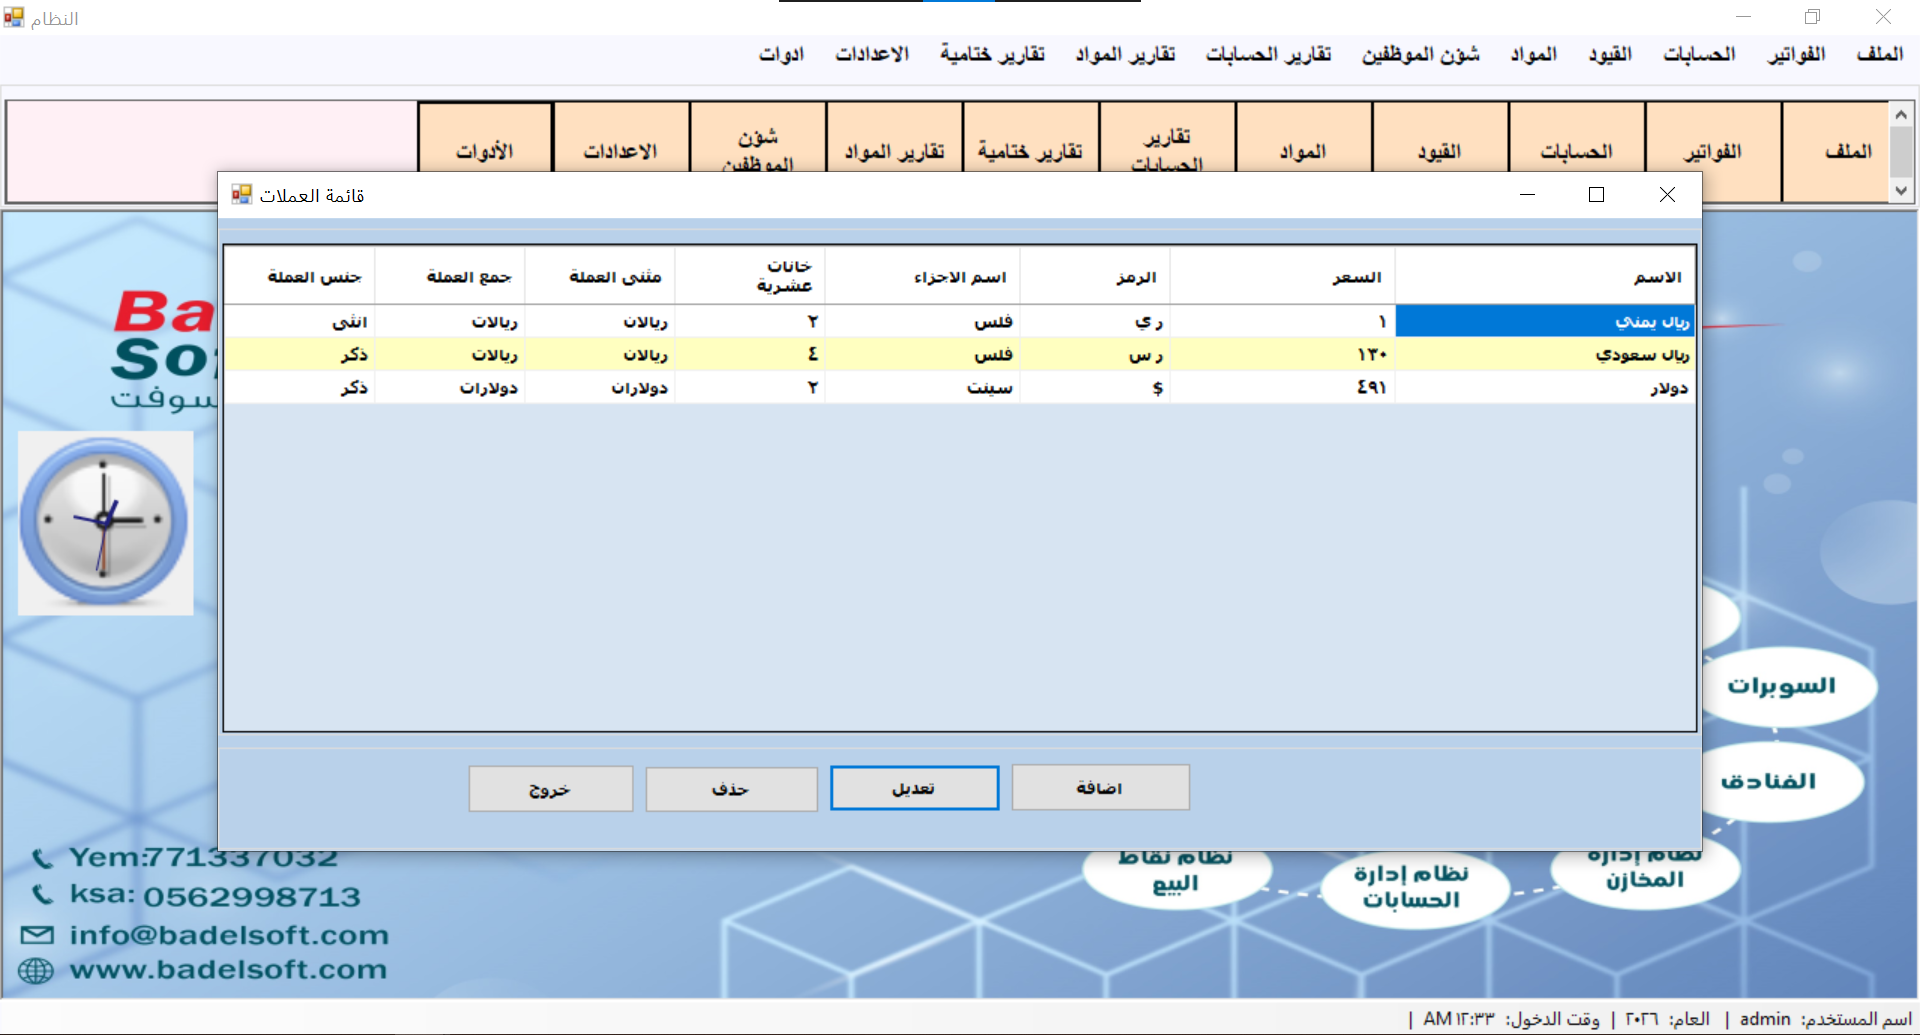 النظام
الملف الفواتير الحسابات القيود المواد شؤن الموظفين تقارير الحسابات تقارير المواد تقارير ختامية الاعدادات ادوات
الملف الفواتير الحسابات القيود المواد تقارير الحسابات تقارير ختامية تقارير المواد شؤن الموظفين الاعدادات الأدوات
قائمة العملات
الاسم السعر الرمز اسم الاجزاء خانات عشرية مثنى العملة جمع العملة جنس العملة
ريال يمني ١ ر ي فلس ٢ ريالان ريالات انثى
ريال سعودي ١٣٠ ر س فلس ٤ ريالان ريالات ذكر
دولار ٤٩١ $ سينت ٢ دولاران دولارات ذكر
اضافة تعديل حذف خروج
Ba
So
سوفت
السوبرات
الفنادق
نظام إدارة
المخازن
نظام إدارة
الحسابات
نظام نقاط
البيع
Yem:771337032
ksa: 0562998713
info@badelsoft.com
www.badelsoft.com
اسم المستخدم: admin | العام: ٢٠٢٦ | وقت الدخول: ١٢:٣٣ AM |